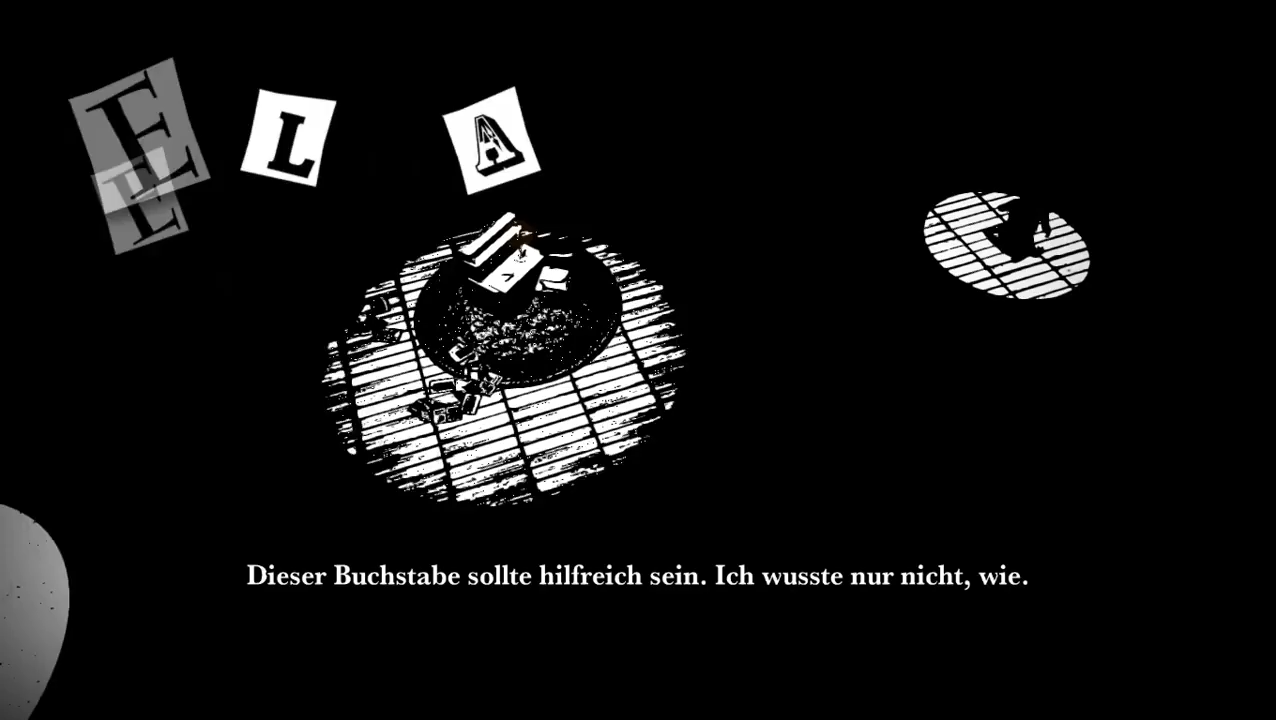 E L A
E
Dieser Buchstabe sollte hilfreich sein. Ich wusste nur nicht, wie.